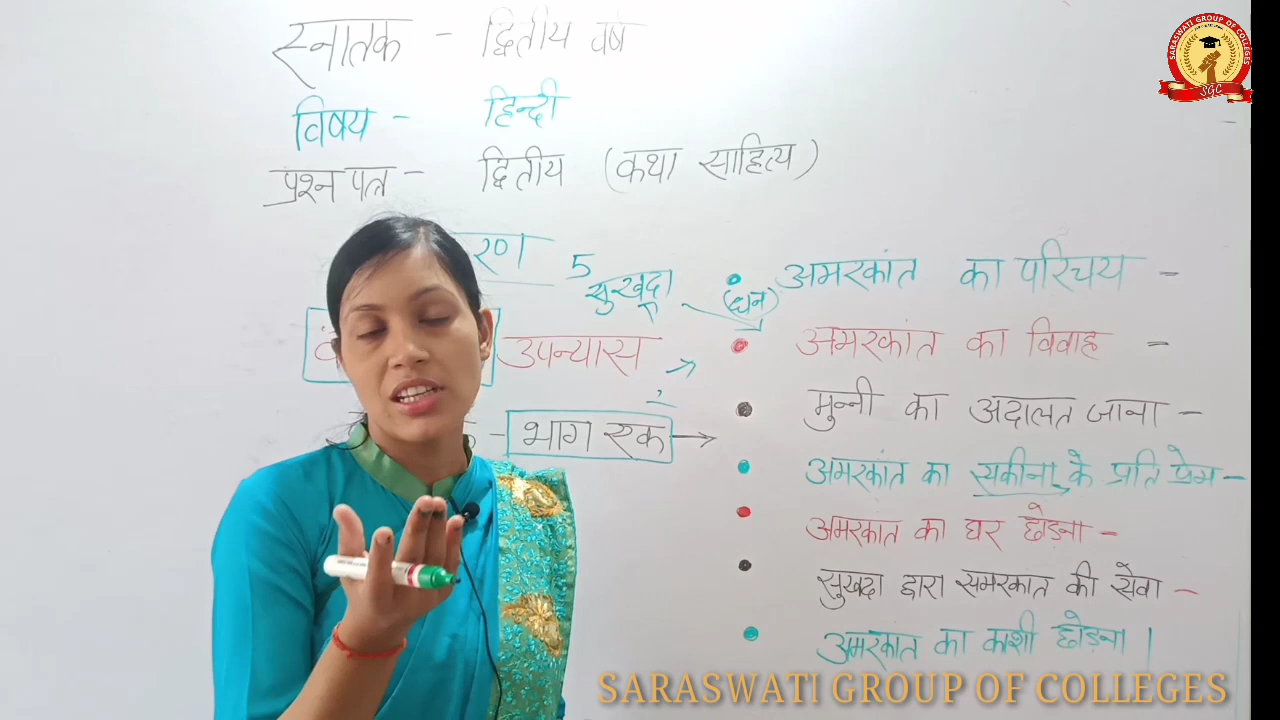 स्नातक - द्वितीय वर्ष
विषय - हिन्दी
प्रश्न पत्र - द्वितीय (कथा साहित्य)
5
सुखदा
(धन)
उपन्यास
- भाग एक
अमरकांत का परिचय -
अमरकांत का विवाह -
मुन्नी का अदालत जाना -
अमरकांत का सकीना के प्रति प्रेम -
अमरकांत का घर छोड़ना -
सुखदा द्वारा समरकांत की सेवा -
अमरकांत का काशी छोड़ना ।
SARASWATI GROUP OF COLLEGES
SGC
SARASWATI GROUP OF COLLEGES